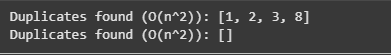 Duplicates found (O(n^2)): [1, 2, 3, 8]
Duplicates found (O(n^2)): []